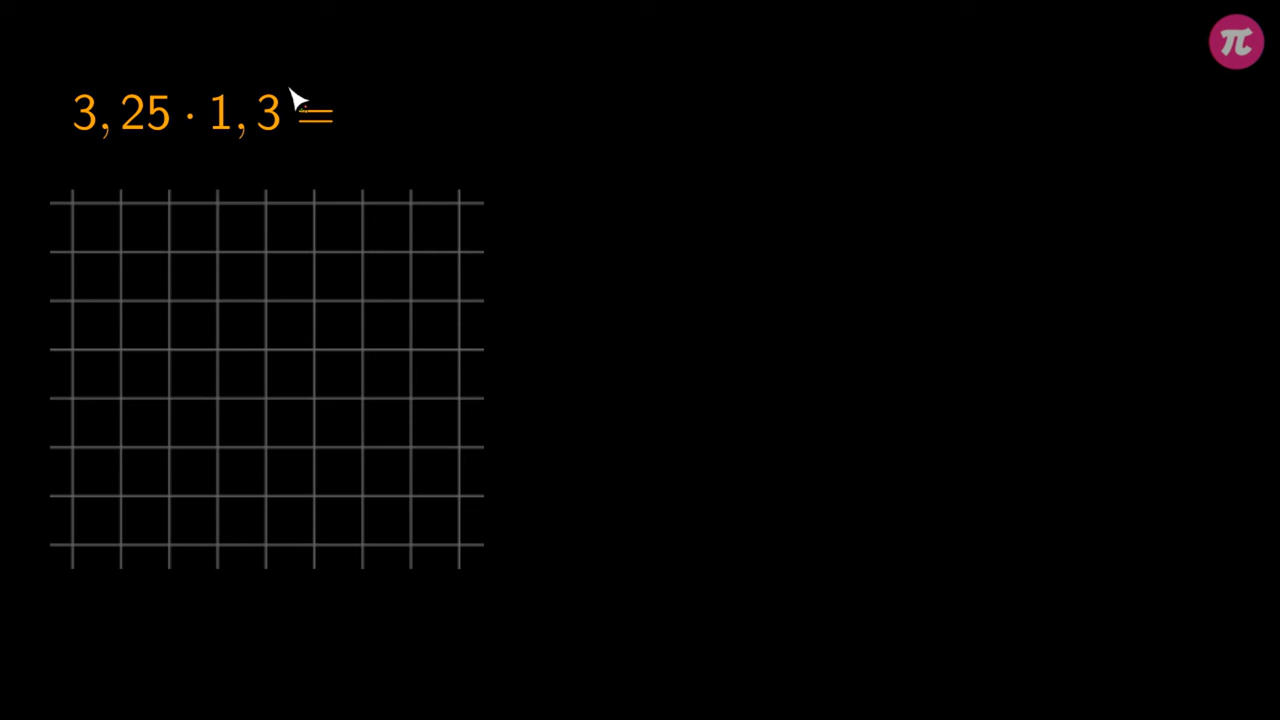 π
3,25 · 1,3 =